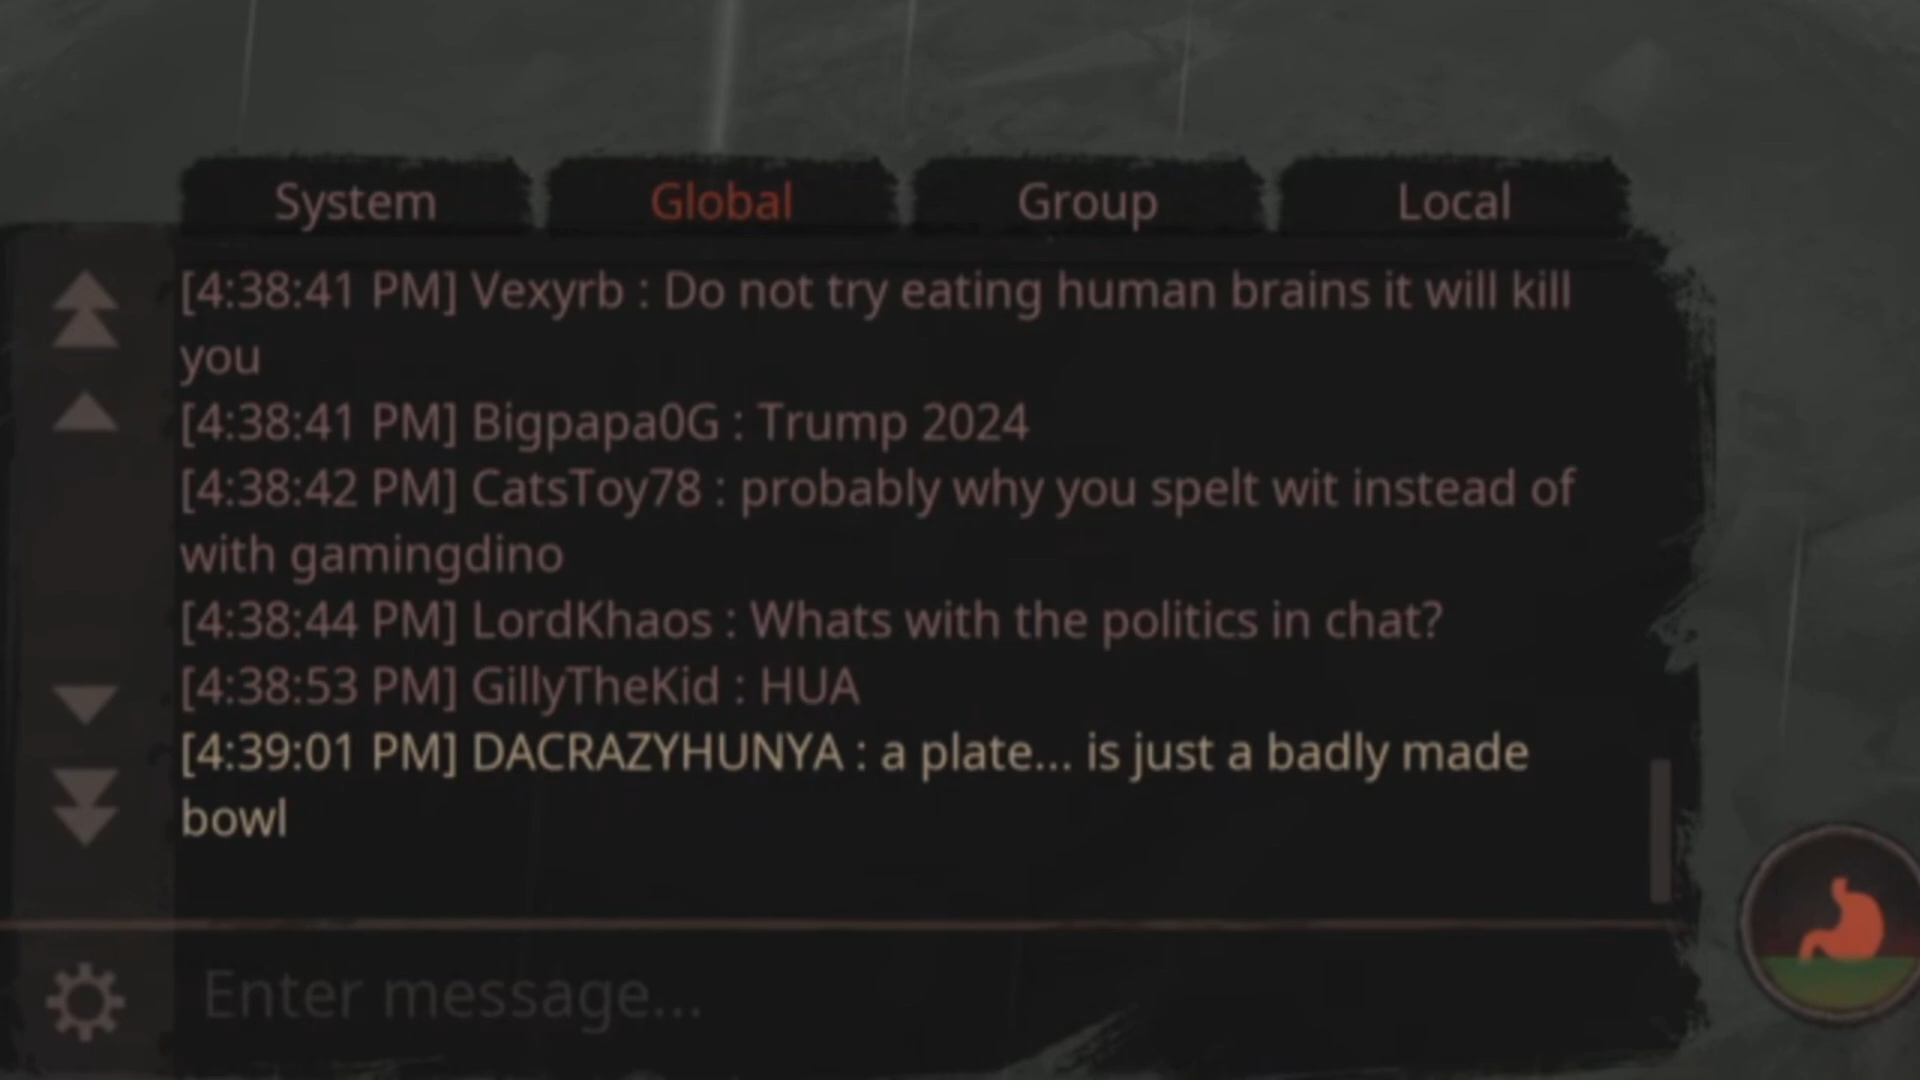 System Global Group Local
[4:38:41 PM] Vexyrb : Do not try eating human brains it will kill
you
[4:38:41 PM] Bigpapa0G : Trump 2024
[4:38:42 PM] CatsToy78 : probably why you spelt wit instead of
with gamingdino
[4:38:44 PM] LordKhaos : Whats with the politics in chat?
[4:38:53 PM] GillyTheKid : HUA
[4:39:01 PM] DACRAZYHUNYA : a plate... is just a badly made
bowl
Enter message...